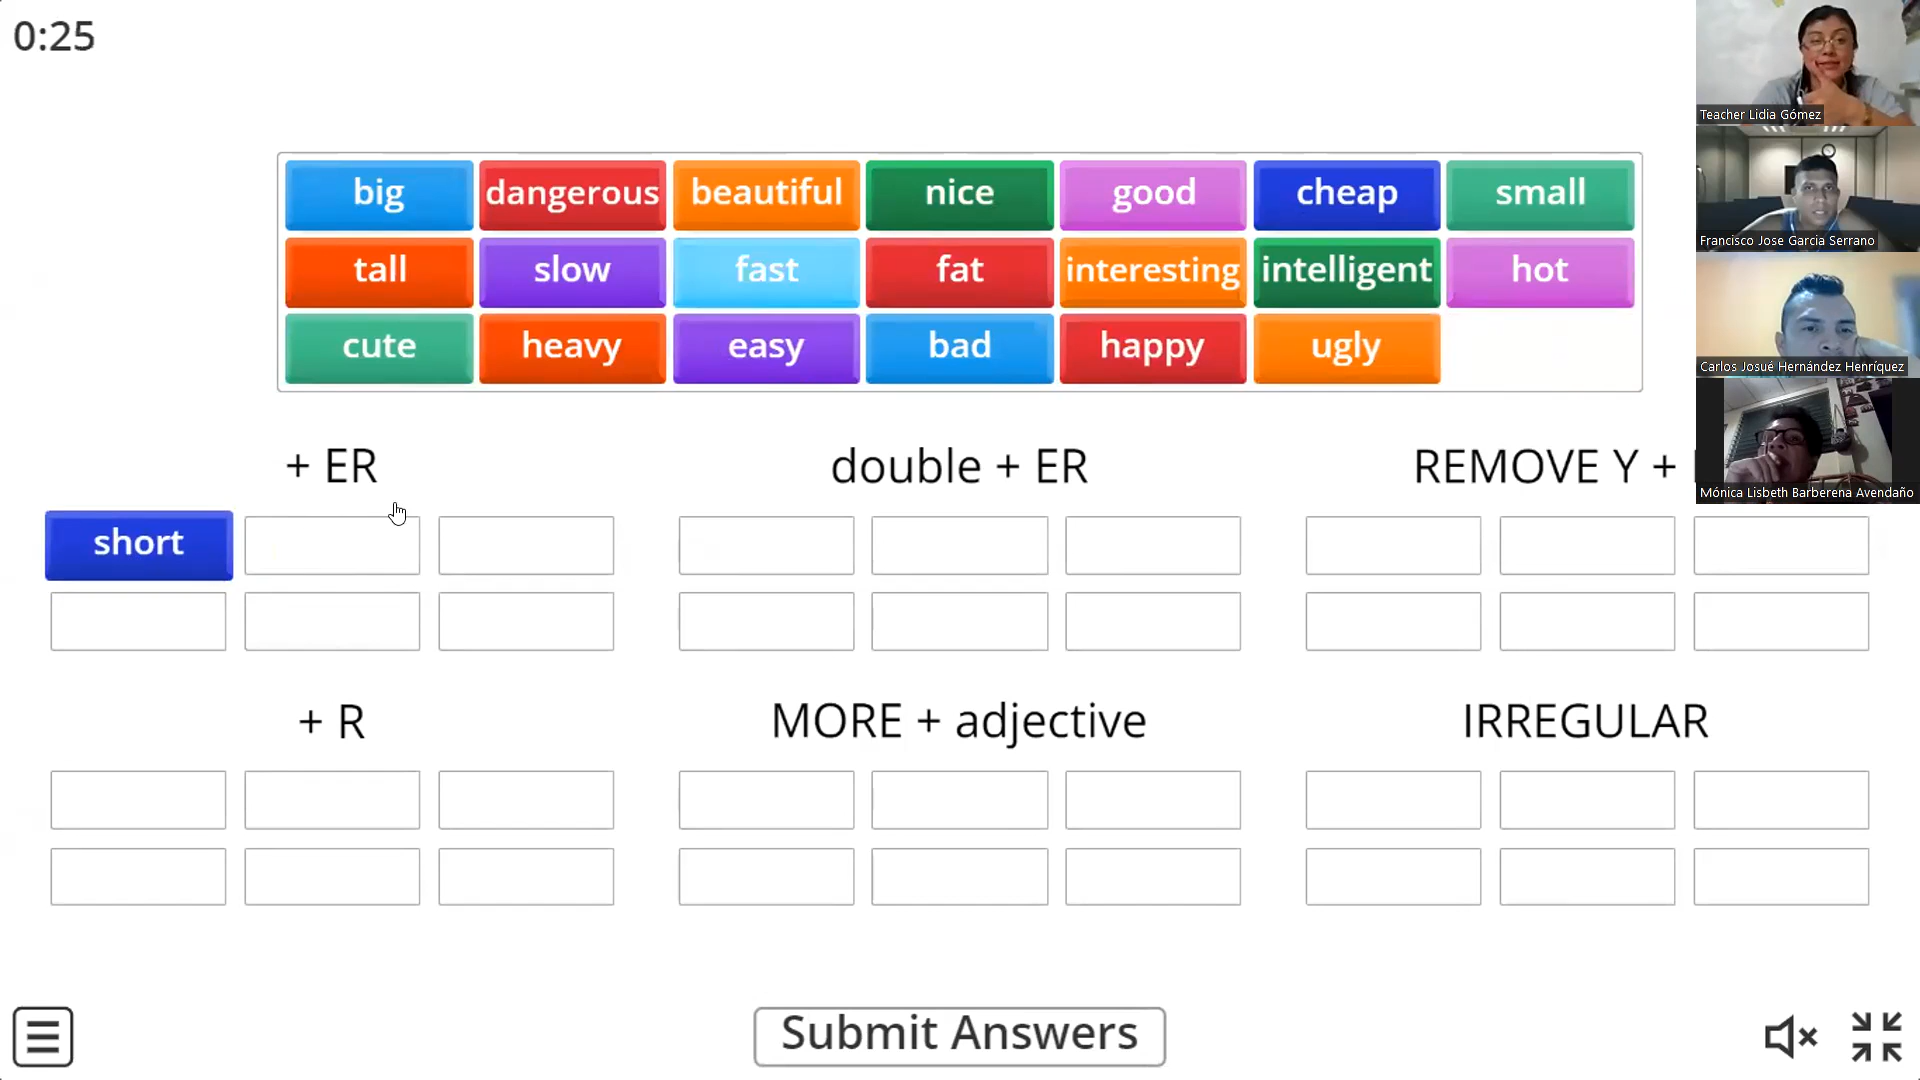 0:25
Teacher Lidia Gómez
big dangerous beautiful nice good cheap small
Francisco Jose Garcia Serrano
tall slow fast fat interesting intelligent hot
cute heavy easy bad happy ugly
Carlos Josué Hernández Henríquez
+ ER double + ER REMOVE Y +
Mónica Lisbeth Barberena Avendaño
short
+ R MORE + adjective IRREGULAR
Submit Answers